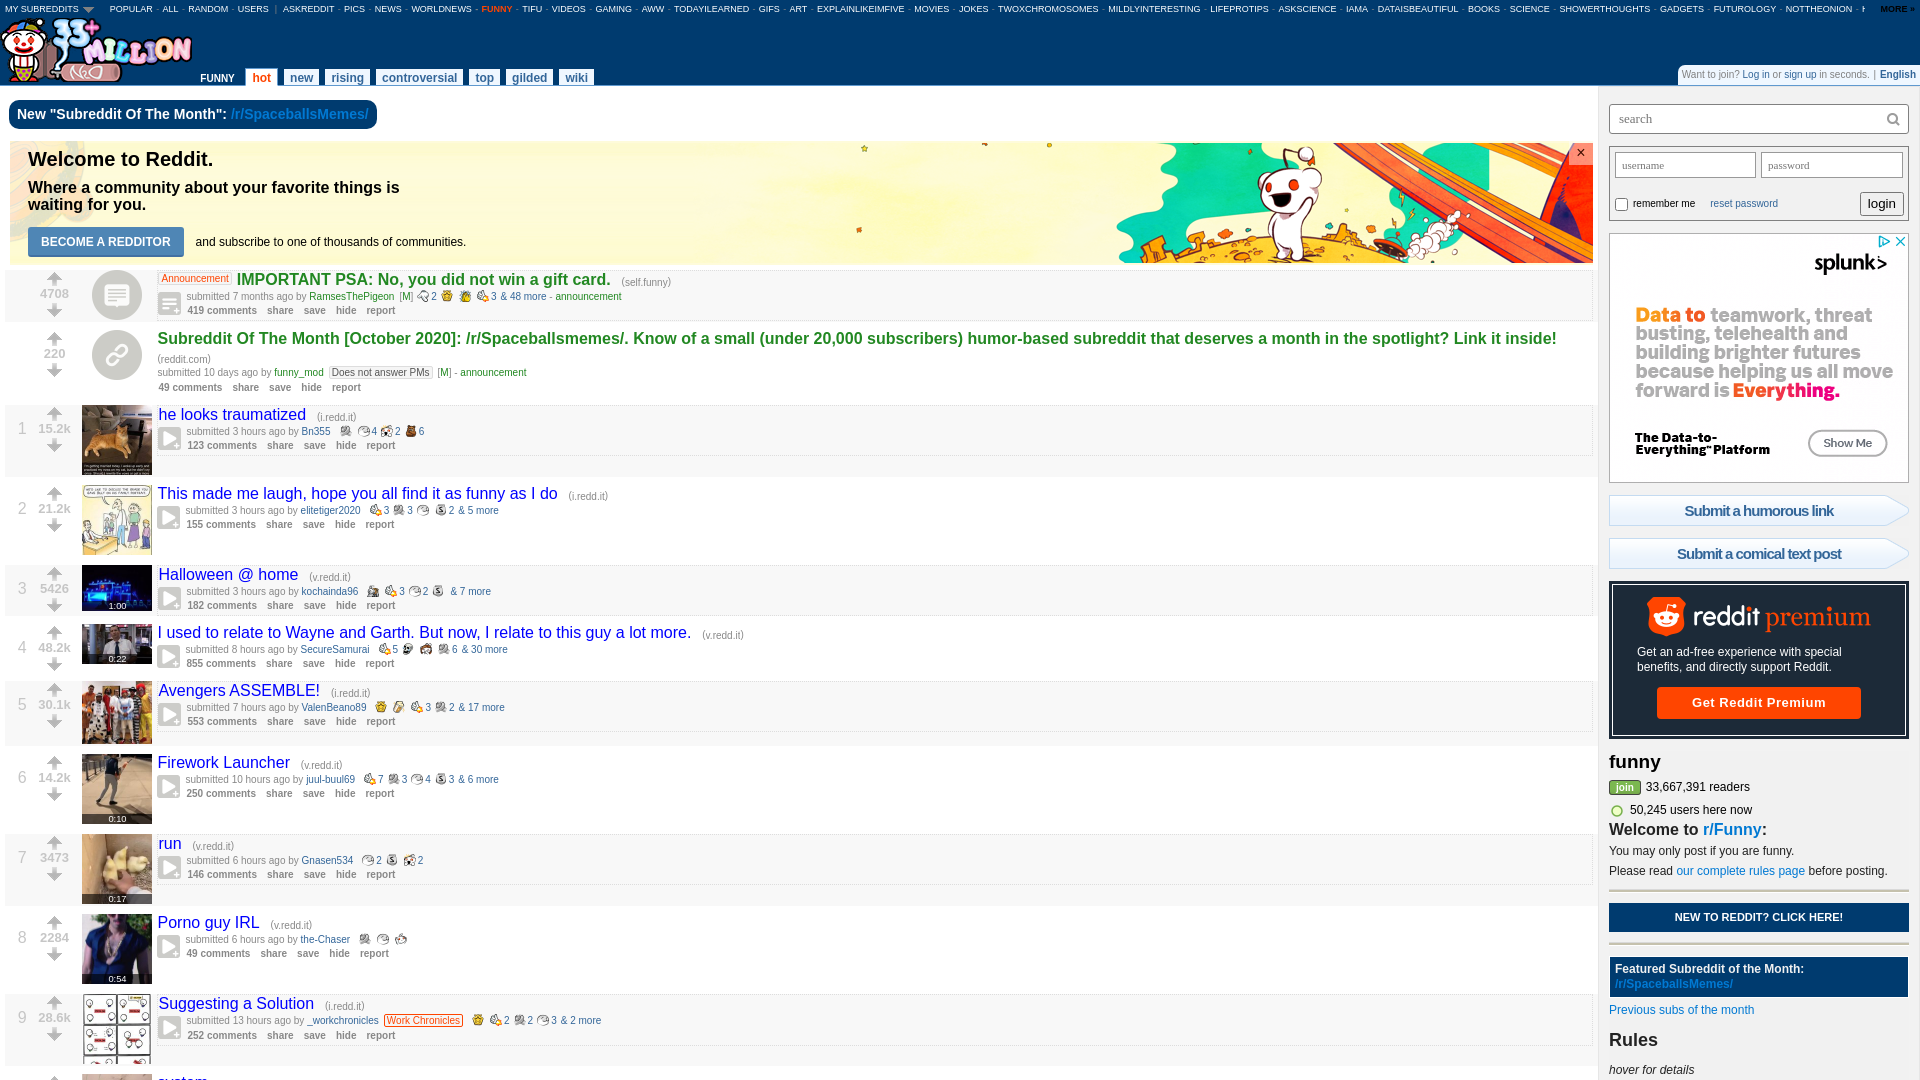 MY SUBREDDITS POPULAR - ALL - RANDOM - USERS | ASKREDDIT - PICS - NEWS - WORLDNEWS - FUNNY - TIFU - VIDEOS - GAMING - AWW - TODAYILEARNED - GIFS - ART - EXPLAINLIKEIMFIVE - MOVIES - JOKES - TWOXCHROMOSOMES - MILDLYINTERESTING - LIFEPROTIPS - ASKSCIENCE - IAMA - DATAISBEAUTIFUL - BOOKS - SCIENCE - SHOWERTHOUGHTS - GADGETS - FUTUROLOGY - NOTTHEONION - MORE »
33+ MILLION
FUNNY hot new rising controversial top gilded wiki
Want to join? Log in or sign up in seconds. | English
New "Subreddit Of The Month": /r/SpaceballsMemes/
Welcome to Reddit.
Where a community about your favorite things is
waiting for you.
BECOME A REDDITOR and subscribe to one of thousands of communities.
×
4708
Announcement IMPORTANT PSA: No, you did not win a gift card. (self.funny)
submitted 7 months ago by RamsesThePigeon [M] 2 3 & 48 more - announcement
419 comments share save hide report
220
Subreddit Of The Month [October 2020]: /r/Spaceballsmemes/. Know of a small (under 20,000 subscribers) humor-based subreddit that deserves a month in the spotlight? Link it inside!
(reddit.com)
submitted 10 days ago by funny_mod Does not answer PMs [M] - announcement
49 comments share save hide report
1 15.2k
he looks traumatized (i.redd.it)
submitted 3 hours ago by Bn355 4 2 6
123 comments share save hide report
2 21.2k
This made me laugh, hope you all find it as funny as I do (i.redd.it)
submitted 3 hours ago by elitetiger2020 3 3 2 & 5 more
155 comments share save hide report
3 5426
1:00
Halloween @ home (v.redd.it)
submitted 3 hours ago by kochainda96 3 2 & 7 more
182 comments share save hide report
4 48.2k
0:22
I used to relate to Wayne and Garth. But now, I relate to this guy a lot more. (v.redd.it)
submitted 8 hours ago by SecureSamurai 5 6 & 30 more
855 comments share save hide report
5 30.1k
Avengers ASSEMBLE! (i.redd.it)
submitted 7 hours ago by ValenBeano89 3 2 & 17 more
553 comments share save hide report
6 14.2k
0:10
Firework Launcher (v.redd.it)
submitted 10 hours ago by juul-buul69 7 3 4 3 & 6 more
250 comments share save hide report
7 3473
0:17
run (v.redd.it)
submitted 6 hours ago by Gnasen534 2 2
146 comments share save hide report
8 2284
0:54
Porno guy IRL (v.redd.it)
submitted 6 hours ago by the-Chaser
49 comments share save hide report
9 28.6k
Suggesting a Solution (i.redd.it)
submitted 13 hours ago by _workchronicles Work Chronicles 2 2 3 & 2 more
252 comments share save hide report
search
username password
remember me reset password login
splunk>
Data to teamwork, threat
busting, telehealth and
building brighter futures
because helping us all move
forward is Everything.
The Data-to-
Everything™ Platform
Show Me
Submit a humorous link
Submit a comical text post
reddit premium
Get an ad-free experience with special
benefits, and directly support Reddit.
Get Reddit Premium
funny
join 33,667,391 readers
50,245 users here now
Welcome to r/Funny:
You may only post if you are funny.
Please read our complete rules page before posting.
NEW TO REDDIT? CLICK HERE!
Featured Subreddit of the Month:
/r/SpaceballsMemes/
Previous subs of the month
Rules
hover for details